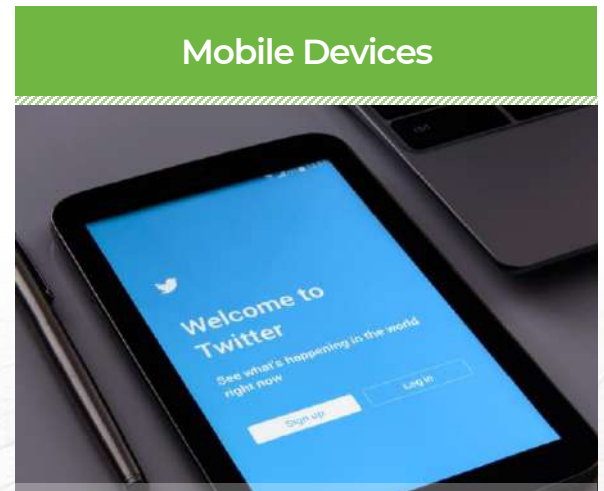 Mobile Devices
Welcome to
Twitter
See what's happening in the world
right now
Sign up
Log in